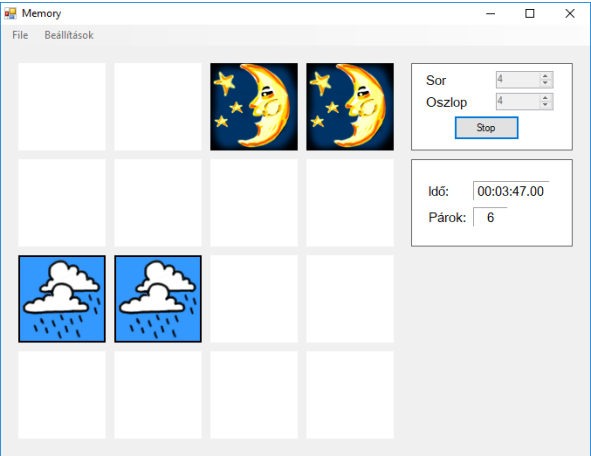 Memory
File Beállítások
Sor 4
Oszlop 4
Stop
Idő: 00:03:47.00
Párok: 6